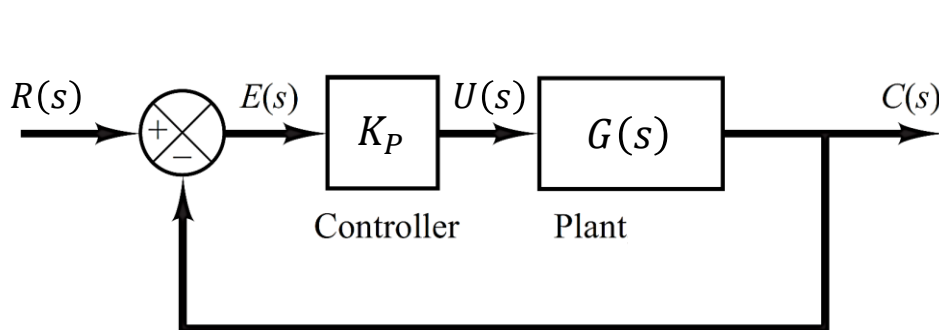 R(s) E(s) U(s) C(s)
+ K_P G(s)
−
Controller Plant